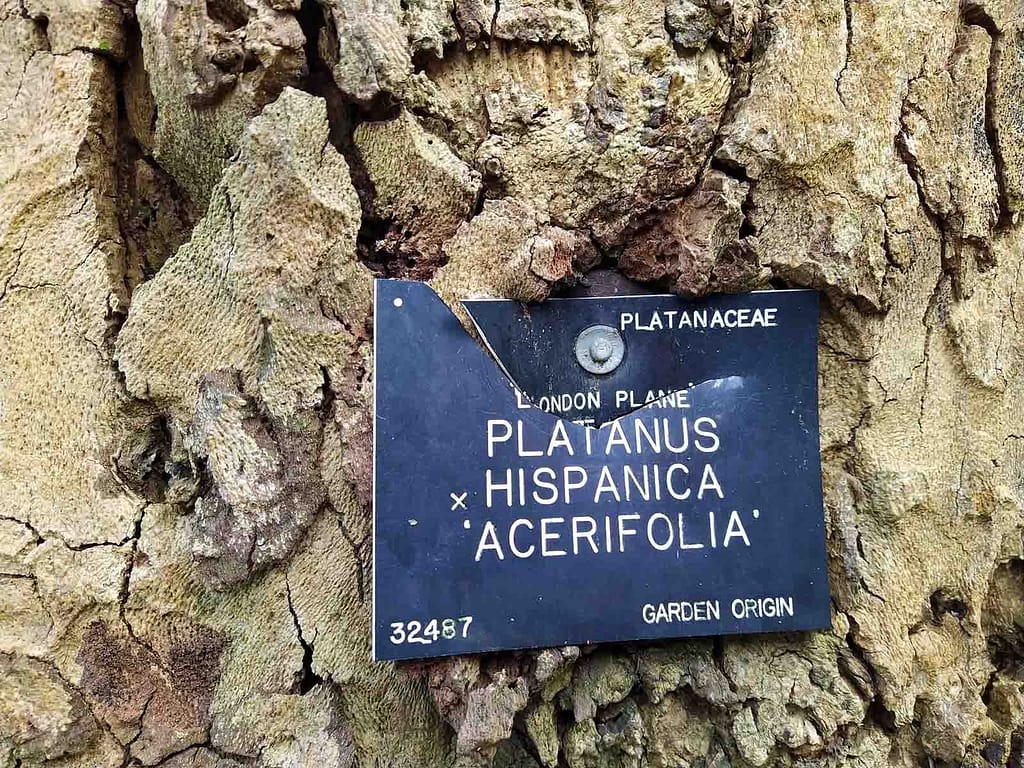 PLATANACEAE
'LONDON PLANE'
PLATANUS
× HISPANICA
'ACERIFOLIA'
32487
GARDEN ORIGIN